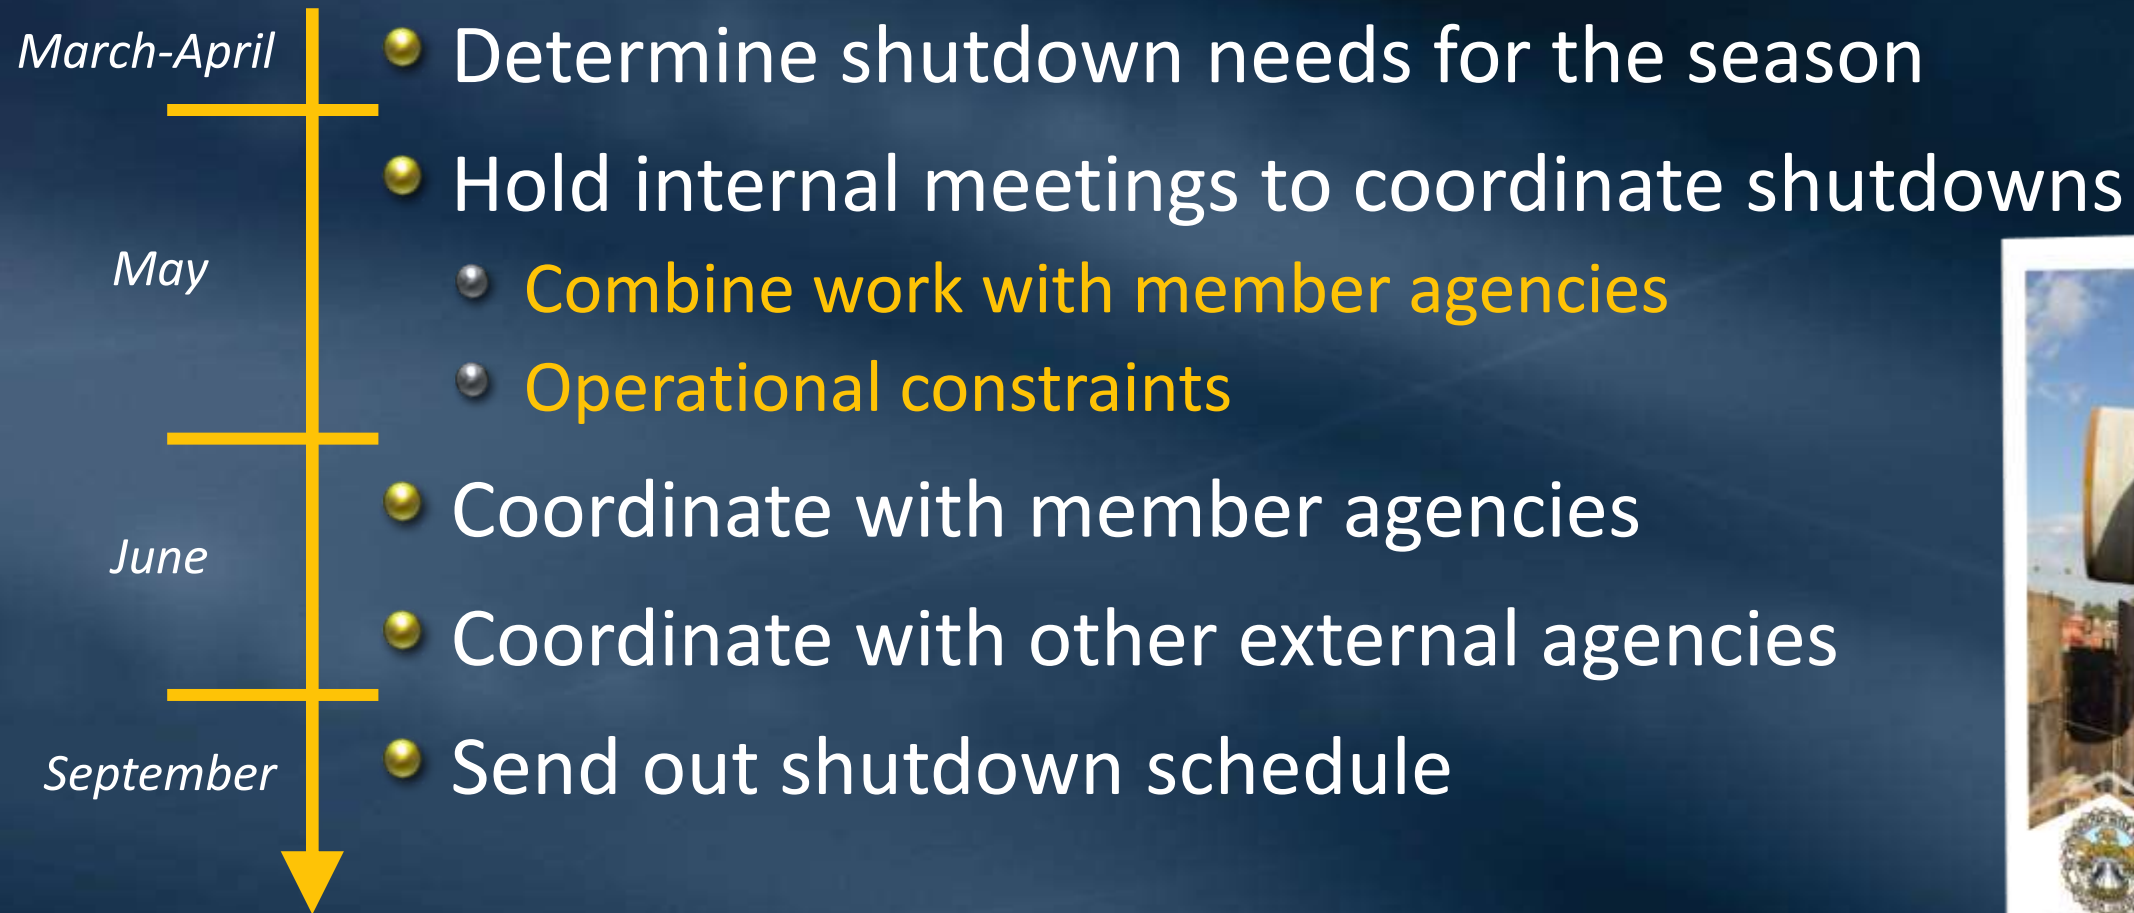 March-April
Determine shutdown needs for the season
May
Hold internal meetings to coordinate shutdowns
Combine work with member agencies
Operational constraints
June
Coordinate with member agencies
Coordinate with other external agencies
September
Send out shutdown schedule